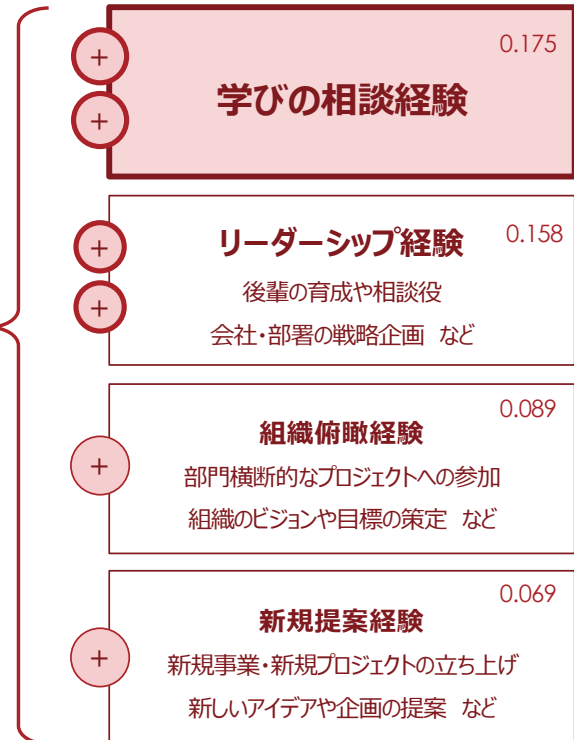 0.175
+
学びの相談経験
+
0.158
+
リーダーシップ経験
後輩の育成や相談役
+
会社・部署の戦略企画 など
0.089
組織俯瞰経験
+
部門横断的なプロジェクトへの参加
組織のビジョンや目標の策定 など
0.069
新規提案経験
+
新規事業・新規プロジェクトの立ち上げ
新しいアイデアや企画の提案 など